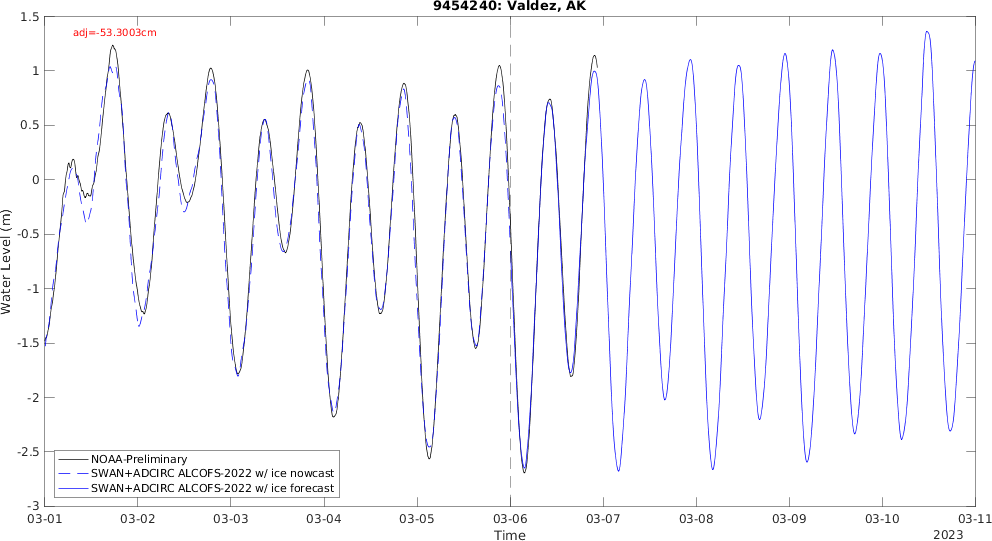 9454240: Valdez, AK
adj=-53.3003cm
1.5
1
0.5
0
-0.5
-1
-1.5
-2
-2.5
-3
Water Level (m)
NOAA-Preliminary
SWAN+ADCIRC ALCOFS-2022 w/ ice nowcast
SWAN+ADCIRC ALCOFS-2022 w/ ice forecast
03-01 03-02 03-03 03-04 03-05 03-06 03-07 03-08 03-09 03-10 03-11
Time
2023